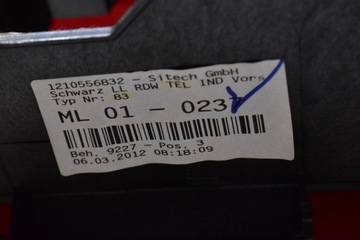 1210556832 - Sitech GmbH
Schwarz LL RDW TEL IND Vors
Typ Nr: 83
ML 01 - 0237
Beh. 9227 - Pos. 3
06.03.2012 08:18:09